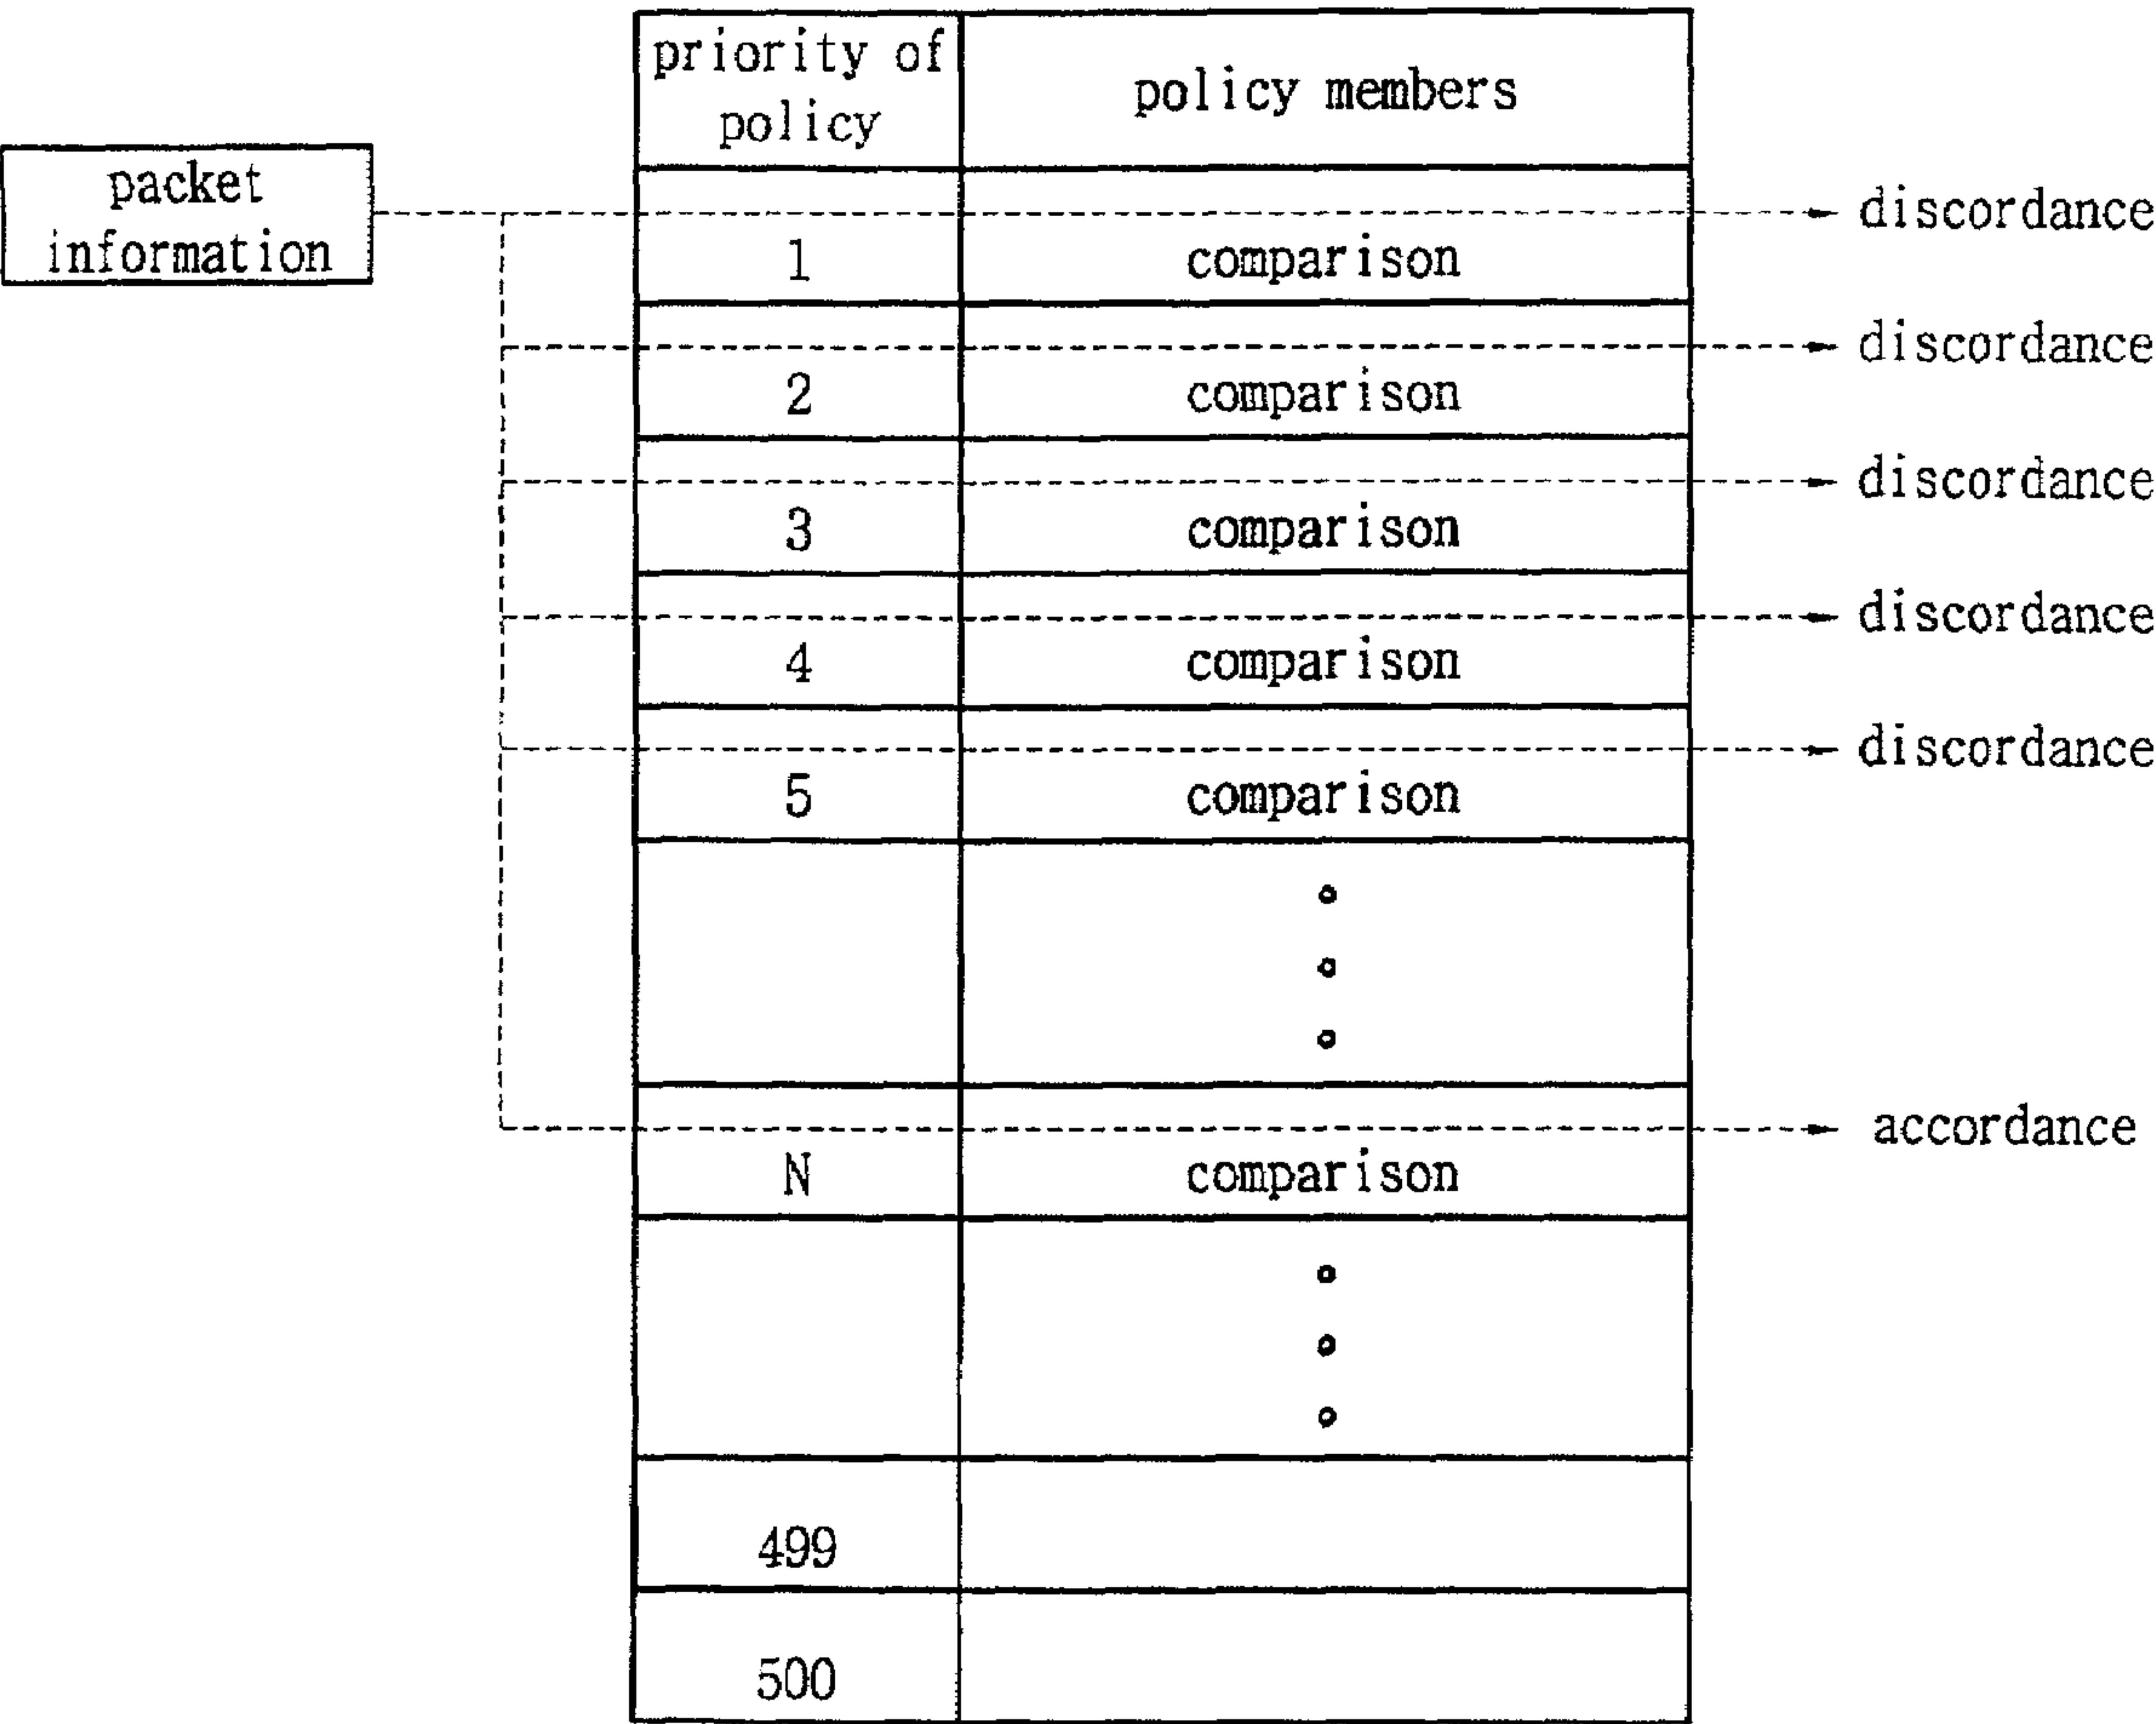 priority of
policy
policy members
packet
information
discordance
1
comparison
discordance
2
comparison
discordance
3
comparison
discordance
4
comparison
discordance
5
comparison
accordance
N
comparison
499
500